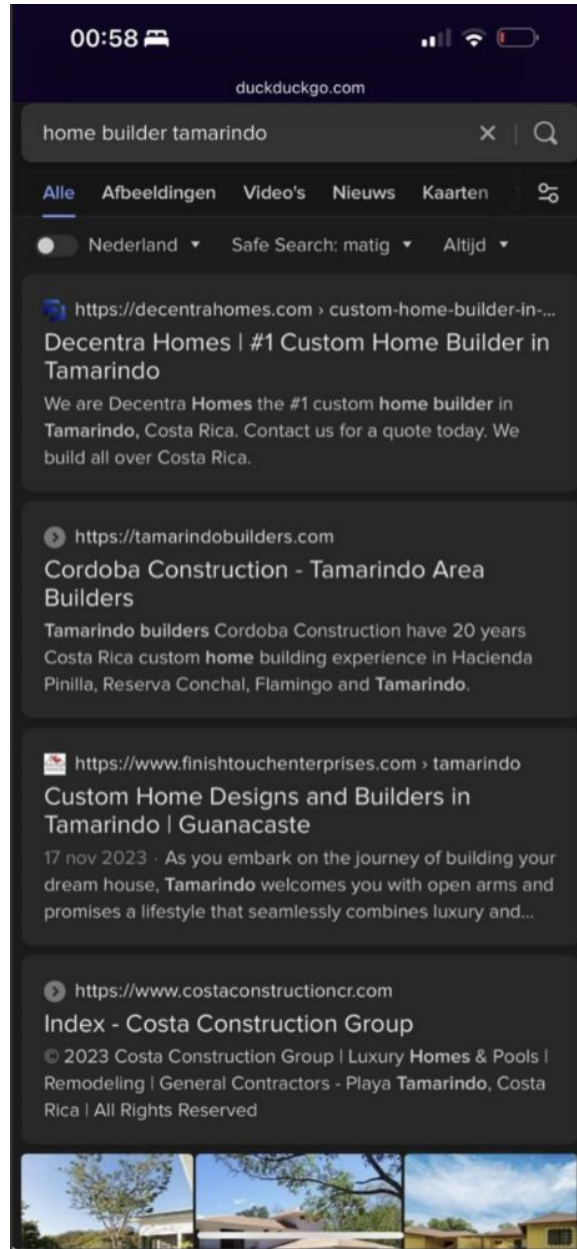 00:58
duckduckgo.com
home builder tamarindo
Alle Afbeeldingen Video's Nieuws Kaarten
Nederland Safe Search: matig Altijd
https://decentrahomes.com › custom-home-builder-in-...
Decentra Homes | #1 Custom Home Builder in
Tamarindo
We are Decentra Homes the #1 custom home builder in
Tamarindo, Costa Rica. Contact us for a quote today. We
build all over Costa Rica.
https://tamarindobuilders.com
Cordoba Construction - Tamarindo Area
Builders
Tamarindo builders Cordoba Construction have 20 years
Costa Rica custom home building experience in Hacienda
Pinilla, Reserva Conchal, Flamingo and Tamarindo.
https://www.finishtouchenterprises.com › tamarindo
Custom Home Designs and Builders in
Tamarindo | Guanacaste
17 nov 2023 · As you embark on the journey of building your
dream house, Tamarindo welcomes you with open arms and
promises a lifestyle that seamlessly combines luxury and...
https://www.costaconstructioncr.com
Index - Costa Construction Group
© 2023 Costa Construction Group | Luxury Homes & Pools |
Remodeling | General Contractors - Playa Tamarindo, Costa
Rica | All Rights Reserved